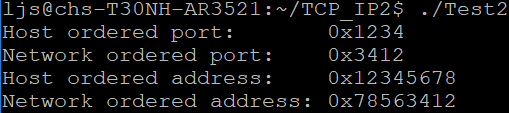 ljs@chs-T30NH-AR3521:~/TCP_IP2$ ./Test2
Host ordered port:       0x1234
Network ordered port:    0x3412
Host ordered address:    0x12345678
Network ordered address: 0x78563412